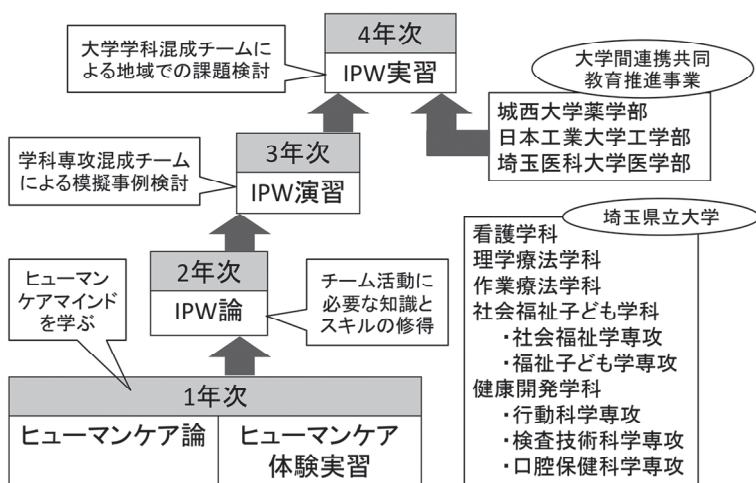 4年次
IPW実習
大学学科混成チームに
よる地域での課題検討
大学間連携共同
教育推進事業
城西大学薬学部
日本工業大学工学部
埼玉医科大学医学部
3年次
IPW演習
学科専攻混成チーム
による模擬事例検討
2年次
IPW論
ヒューマン
ケアマインド
を学ぶ
チーム活動に
必要な知識と
スキルの修得
1年次
ヒューマンケア論
ヒューマンケア
体験実習
埼玉県立大学
看護学科
理学療法学科
作業療法学科
社会福祉子ども学科
・社会福祉学専攻
・福祉子ども学専攻
健康開発学科
・行動科学専攻
・検査技術科学専攻
・口腔保健科学専攻